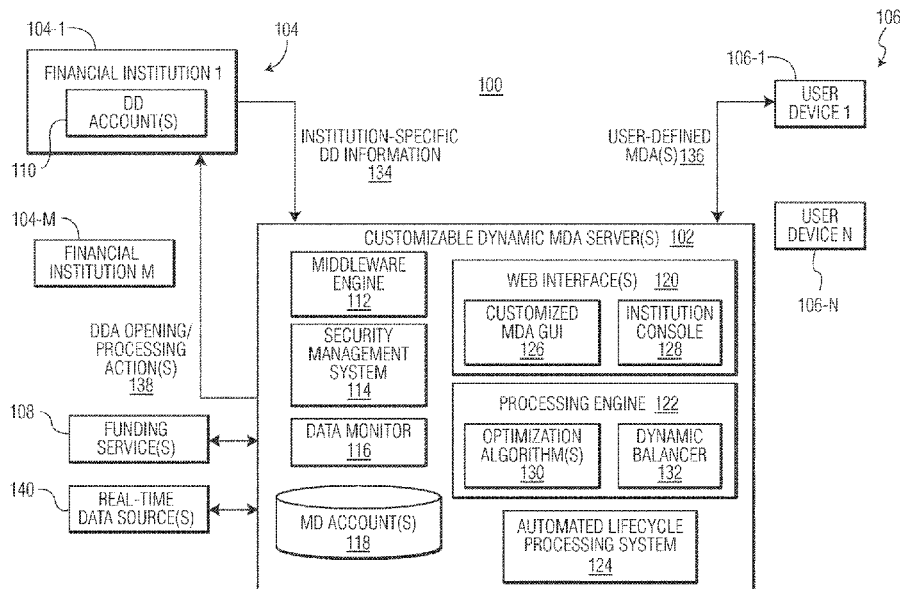 104-1
104
106
FINANCIAL INSTITUTION 1
DD
ACCOUNT(S)
110
100
106-1
USER
DEVICE 1
INSTITUTION-SPECIFIC
DD INFORMATION
134
USER-DEFINED
MDA(S) 136
104-M
FINANCIAL
INSTITUTION M
USER
DEVICE N
106-N
DDA OPENING/
PROCESSING
ACTION(S)
138
108
FUNDING
SERVICE(S)
140
REAL-TIME
DATA SOURCE(S)
CUSTOMIZABLE DYNAMIC MDA SERVER(S) 102
MIDDLEWARE
ENGINE
112
SECURITY
MANAGEMENT
SYSTEM
114
DATA MONITOR
116
MD ACCOUNT(S)
118
WEB INTERFACE(S) 120
CUSTOMIZED
MDA GUI
126
INSTITUTION
CONSOLE
128
PROCESSING ENGINE 122
OPTIMIZATION
ALGORITHM(S)
130
DYNAMIC
BALANCER
132
AUTOMATED LIFECYCLE
PROCESSING SYSTEM
124